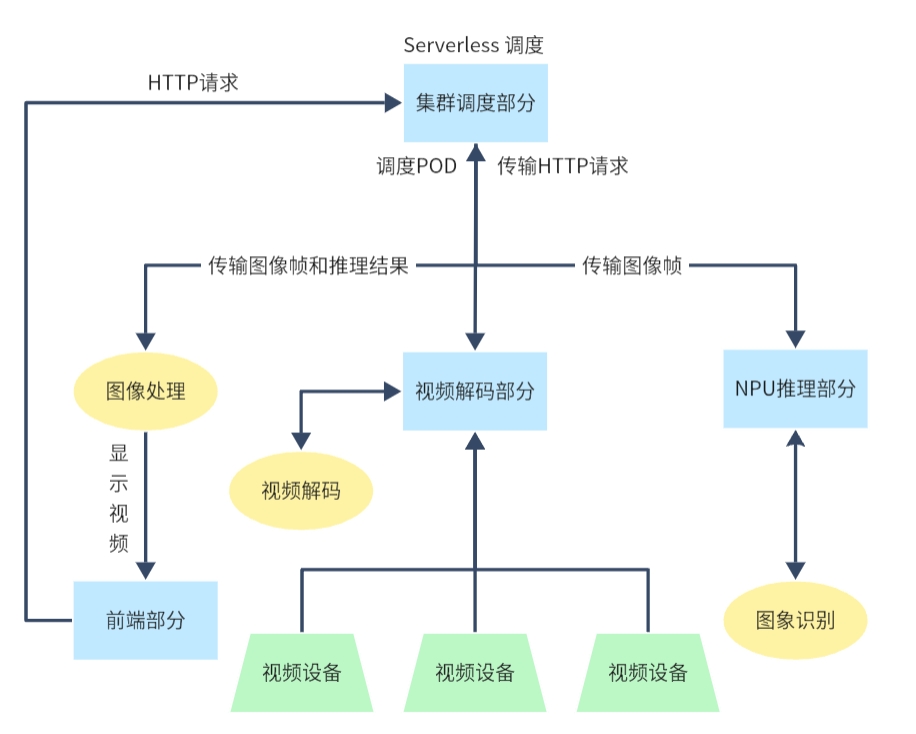 Serverless 调度
HTTP请求
集群调度部分
调度POD
传输HTTP请求
传输图像帧和推理结果
传输图像帧
图像处理
视频解码部分
NPU推理部分
显
示
视
频
视频解码
前端部分
图象识别
视频设备
视频设备
视频设备